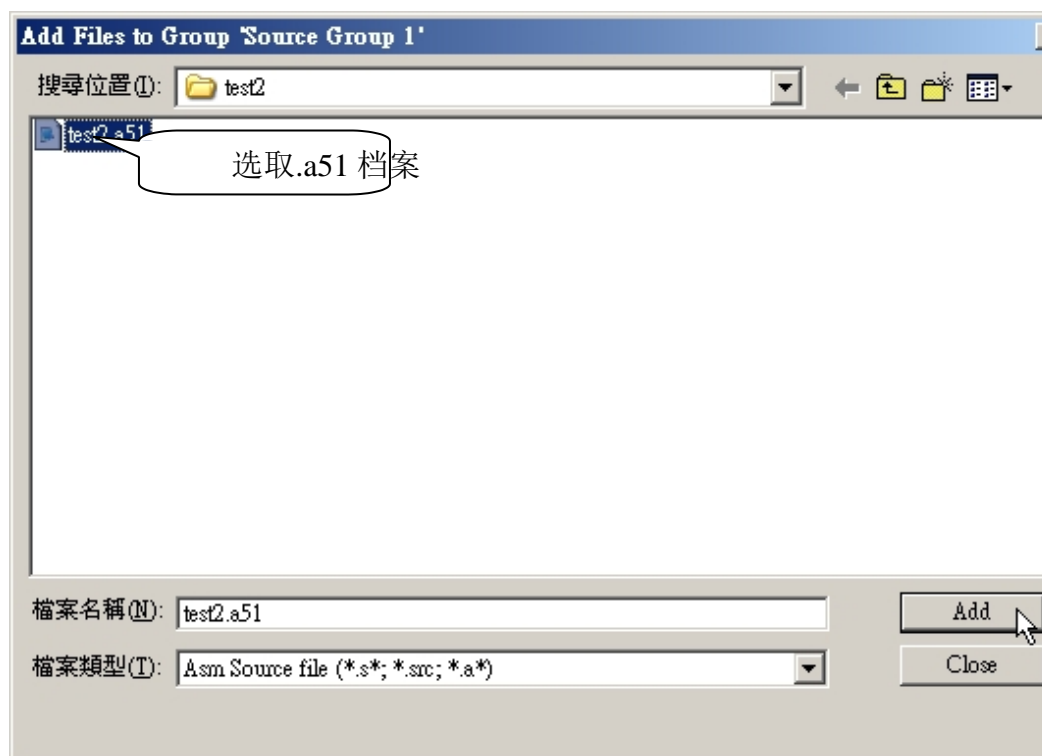 Add Files to Group 'Source Group 1'
搜尋位置(I): test2
test2.a51
选取.a51 档案
檔案名稱(N): test2.a51 Add
檔案類型(T): Asm Source file (*.s*; *.src; *.a*) Close